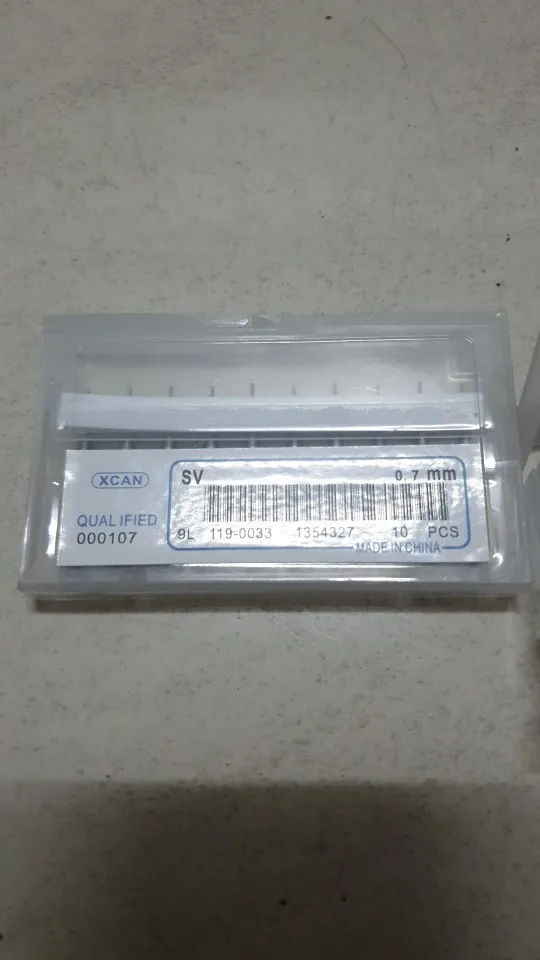 XCAN
QUALIFIED
000107
SV 0.7 mm
9L 119-0033 1354327 10 PCS
MADE IN CHINA